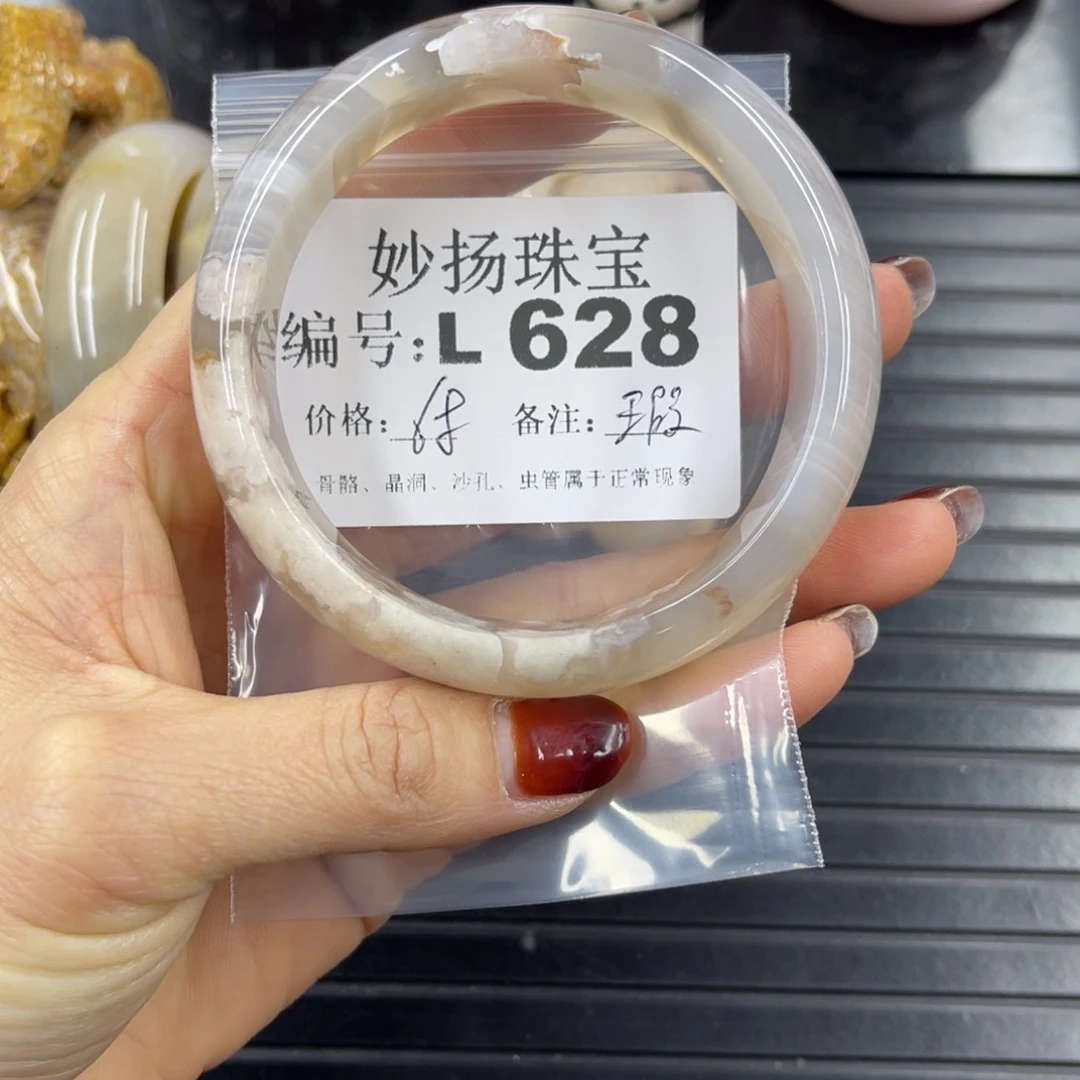 妙扬珠宝
编号:L 628
价格: 备注:
骨骼、晶洞、沙孔、虫管属于正常现象